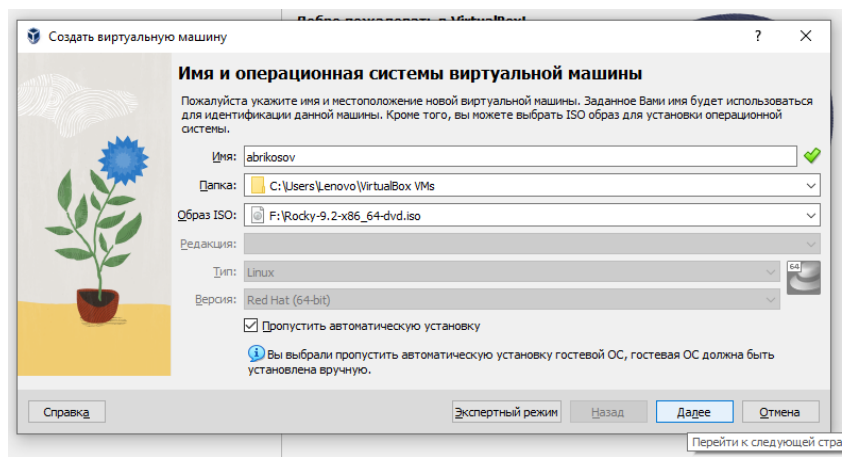 Добро пожаловать в VirtualBox!
Создать виртуальную машину
?
Имя и операционная системы виртуальной машины
Пожалуйста укажите имя и местоположение новой виртуальной машины. Заданное Вами имя будет использоваться
для идентификации данной машины. Кроме того, вы можете выбрать ISO образ для установки операционной
системы.
Имя: abrikosov
Папка: C:\Users\Lenovo\VirtualBox VMs
Образ ISO: F:\Rocky-9.2-x86_64-dvd.iso
Редакция:
Тип: Linux
64
Версия: Red Hat (64-bit)
Пропустить автоматическую установку
Вы выбрали пропустить автоматическую установку гостевой ОС, гостевая ОС должна быть
установлена вручную.
Справка Экспертный режим Назад Далее Отмена
Перейти к следующей стра